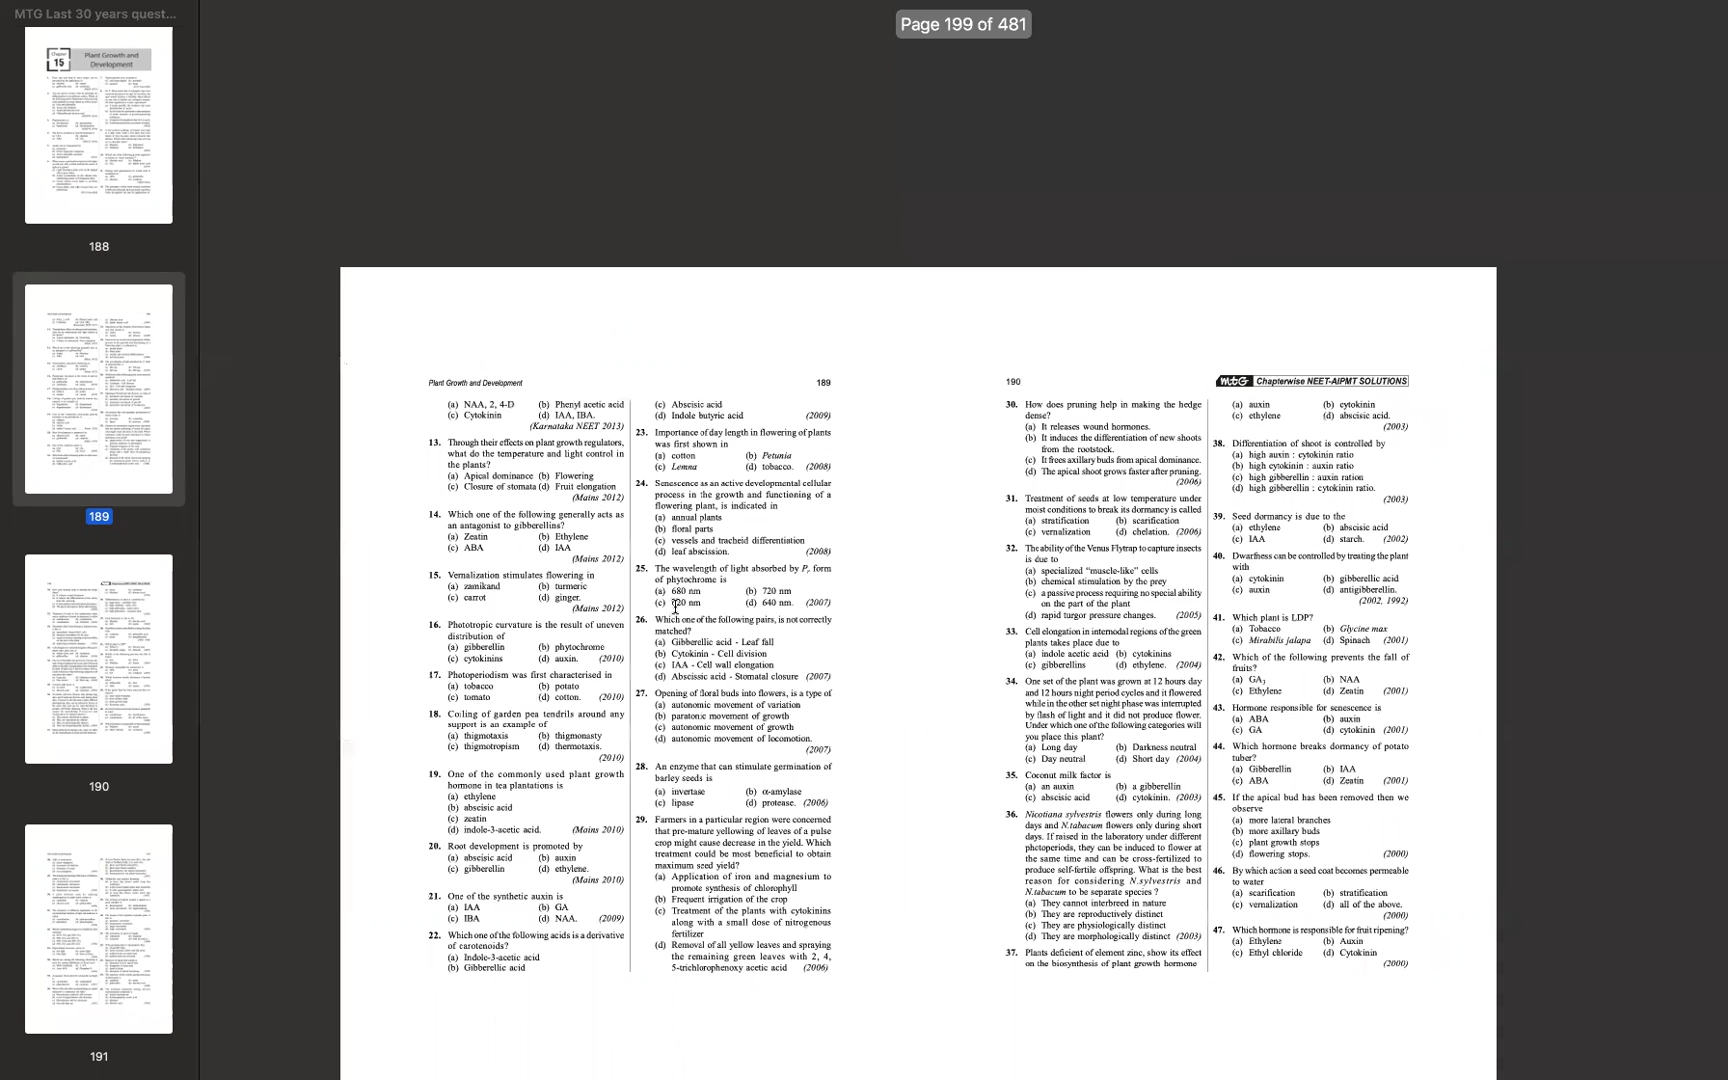 MTG Last 30 years quest...
Page 199 of 481
Chapter
15
Plant Growth and
Development
188
189
190
191
Plant Growth and Development 189
(a) NAA, 2, 4-D (b) Phenyl acetic acid
(c) Cytokinin (d) IAA, IBA.
(Karnataka NEET 2013)
13. Through their effects on plant growth regulators,
what do the temperature and light control in
the plants?
(a) Apical dominance (b) Flowering
(c) Closure of stomata (d) Fruit elongation
(Mains 2012)
14. Which one of the following generally acts as
an antagonist to gibberellins?
(a) Zeatin (b) Ethylene
(c) ABA (d) IAA
(Mains 2012)
15. Vernalization stimulates flowering in
(a) zamikand (b) turmeric
(c) carrot (d) ginger.
(Mains 2012)
16. Phototropic curvature is the result of uneven
distribution of
(a) gibberellin (b) phytochrome
(c) cytokinins (d) auxin. (2010)
17. Photoperiodism was first characterised in
(a) tobacco (b) potato
(c) tomato (d) cotton. (2010)
18. Coiling of garden pea tendrils around any
support is an example of
(a) thigmotaxis (b) thigmonasty
(c) thigmotropism (d) thermotaxis.
(2010)
19. One of the commonly used plant growth
hormone in tea plantations is
(a) ethylene
(b) abscisic acid
(c) zeatin
(d) indole-3-acetic acid. (Mains 2010)
20. Root development is promoted by
(a) abscisic acid (b) auxin
(c) gibberellin (d) ethylene.
(Mains 2010)
21. One of the synthetic auxin is
(a) IAA (b) GA
(c) IBA (d) NAA. (2009)
22. Which one of the following acids is a derivative
of carotenoids?
(a) Indole-3-acetic acid
(b) Gibberellic acid
(c) Abscisic acid
(d) Indole butyric acid (2009)
23. Importance of day length in flowering of plants
was first shown in
(a) cotton (b) Petunia
(c) Lemna (d) tobacco. (2008)
24. Senescence as an active developmental cellular
process in the growth and functioning of a
flowering plant, is indicated in
(a) annual plants
(b) floral parts
(c) vessels and tracheid differentiation
(d) leaf abscission. (2008)
25. The wavelength of light absorbed by Pr form
of phytochrome is
(a) 680 nm (b) 720 nm
(c) 620 nm (d) 640 nm. (2007)
26. Which one of the following pairs, is not correctly
matched?
(a) Gibberellic acid - Leaf fall
(b) Cytokinin - Cell division
(c) IAA - Cell wall elongation
(d) Abscissic acid - Stomatal closure (2007)
27. Opening of floral buds into flowers, is a type of
(a) autonomic movement of variation
(b) paratonic movement of growth
(c) autonomic movement of growth
(d) autonomic movement of locomotion.
(2007)
28. An enzyme that can stimulate germination of
barley seeds is
(a) invertase (b) α-amylase
(c) lipase (d) protease. (2006)
29. Farmers in a particular region were concerned
that pre-mature yellowing of leaves of a pulse
crop might cause decrease in the yield. Which
treatment could be most beneficial to obtain
maximum seed yield?
(a) Application of iron and magnesium to
promote synthesis of chlorophyll
(b) Frequent irrigation of the crop
(c) Treatment of the plants with cytokinins
along with a small dose of nitrogenous
fertilizer
(d) Removal of all yellow leaves and spraying
the remaining green leaves with 2, 4,
5-trichlorophenoxy acetic acid (2006)
190 MtG Chapterwise NEET-AIPMT SOLUTIONS
30. How does pruning help in making the hedge
dense?
(a) It releases wound hormones.
(b) It induces the differentiation of new shoots
from the rootstock.
(c) It frees axillary buds from apical dominance.
(d) The apical shoot grows faster after pruning.
(2006)
31. Treatment of seeds at low temperature under
moist conditions to break its dormancy is called
(a) stratification (b) scarification
(c) vernalization (d) chelation. (2006)
32. The ability of the Venus Flytrap to capture insects
is due to
(a) specialized “muscle-like” cells
(b) chemical stimulation by the prey
(c) a passive process requiring no special ability
on the part of the plant
(d) rapid turgor pressure changes. (2005)
33. Cell elongation in internodal regions of the green
plants takes place due to
(a) indole acetic acid (b) cytokinins
(c) gibberellins (d) ethylene. (2004)
34. One set of the plant was grown at 12 hours day
and 12 hours night period cycles and it flowered
while in the other set night phase was interrupted
by flash of light and it did not produce flower.
Under which one of the following categories will
you place this plant?
(a) Long day (b) Darkness neutral
(c) Day neutral (d) Short day (2004)
35. Coconut milk factor is
(a) an auxin (b) a gibberellin
(c) abscisic acid (d) cytokinin. (2003)
36. Nicotiana sylvestris flowers only during long
days and N.tabacum flowers only during short
days. If raised in the laboratory under different
photoperiods, they can be induced to flower at
the same time and can be cross-fertilized to
produce self-fertile offspring. What is the best
reason for considering N.sylvestris and
N.tabacum to be separate species ?
(a) They cannot interbreed in nature
(b) They are reproductively distinct
(c) They are physiologically distinct
(d) They are morphologically distinct (2003)
37. Plants deficient of element zinc, show its effect
on the biosynthesis of plant growth hormone
(a) auxin (b) cytokinin
(c) ethylene (d) abscisic acid.
(2003)
38. Differentiation of shoot is controlled by
(a) high auxin : cytokinin ratio
(b) high cytokinin : auxin ratio
(c) high gibberellin : auxin ration
(d) high gibberellin : cytokinin ratio.
(2003)
39. Seed dormancy is due to the
(a) ethylene (b) abscisic acid
(c) IAA (d) starch. (2002)
40. Dwarfness can be controlled by treating the plant
with
(a) cytokinin (b) gibberellic acid
(c) auxin (d) antigibberellin.
(2002, 1992)
41. Which plant is LDP?
(a) Tobacco (b) Glycine max
(c) Mirabilis jalapa (d) Spinach (2001)
42. Which of the following prevents the fall of
fruits?
(a) GA3 (b) NAA
(c) Ethylene (d) Zeatin (2001)
43. Hormone responsible for senescence is
(a) ABA (b) auxin
(c) GA (d) cytokinin (2001)
44. Which hormone breaks dormancy of potato
tuber?
(a) Gibberellin (b) IAA
(c) ABA (d) Zeatin (2001)
45. If the apical bud has been removed then we
observe
(a) more lateral branches
(b) more axillary buds
(c) plant growth stops
(d) flowering stops. (2000)
46. By which action a seed coat becomes permeable
to water
(a) scarification (b) stratification
(c) vernalization (d) all of the above.
(2000)
47. Which hormone is responsible for fruit ripening?
(a) Ethylene (b) Auxin
(c) Ethyl chloride (d) Cytokinin
(2000)